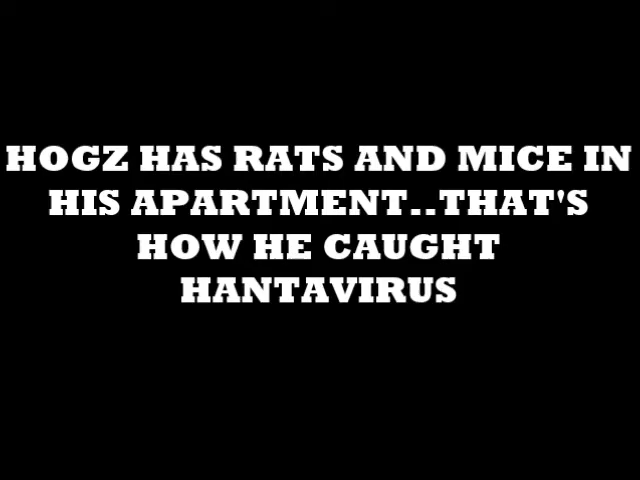 HOGZ HAS RATS AND MICE IN
HIS APARTMENT..THAT'S
HOW HE CAUGHT
HANTAVIRUS